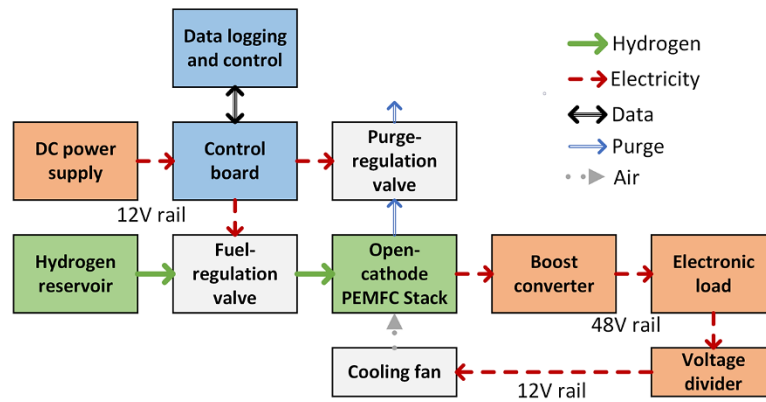 Data logging
and control
Hydrogen
Electricity
Data
Purge
Air
DC power
supply
Control
board
Purge-
regulation
valve
12V rail
Hydrogen
reservoir
Fuel-
regulation
valve
Open-
cathode
PEMFC Stack
Boost
converter
Electronic
load
48V rail
Cooling fan
12V rail
Voltage
divider